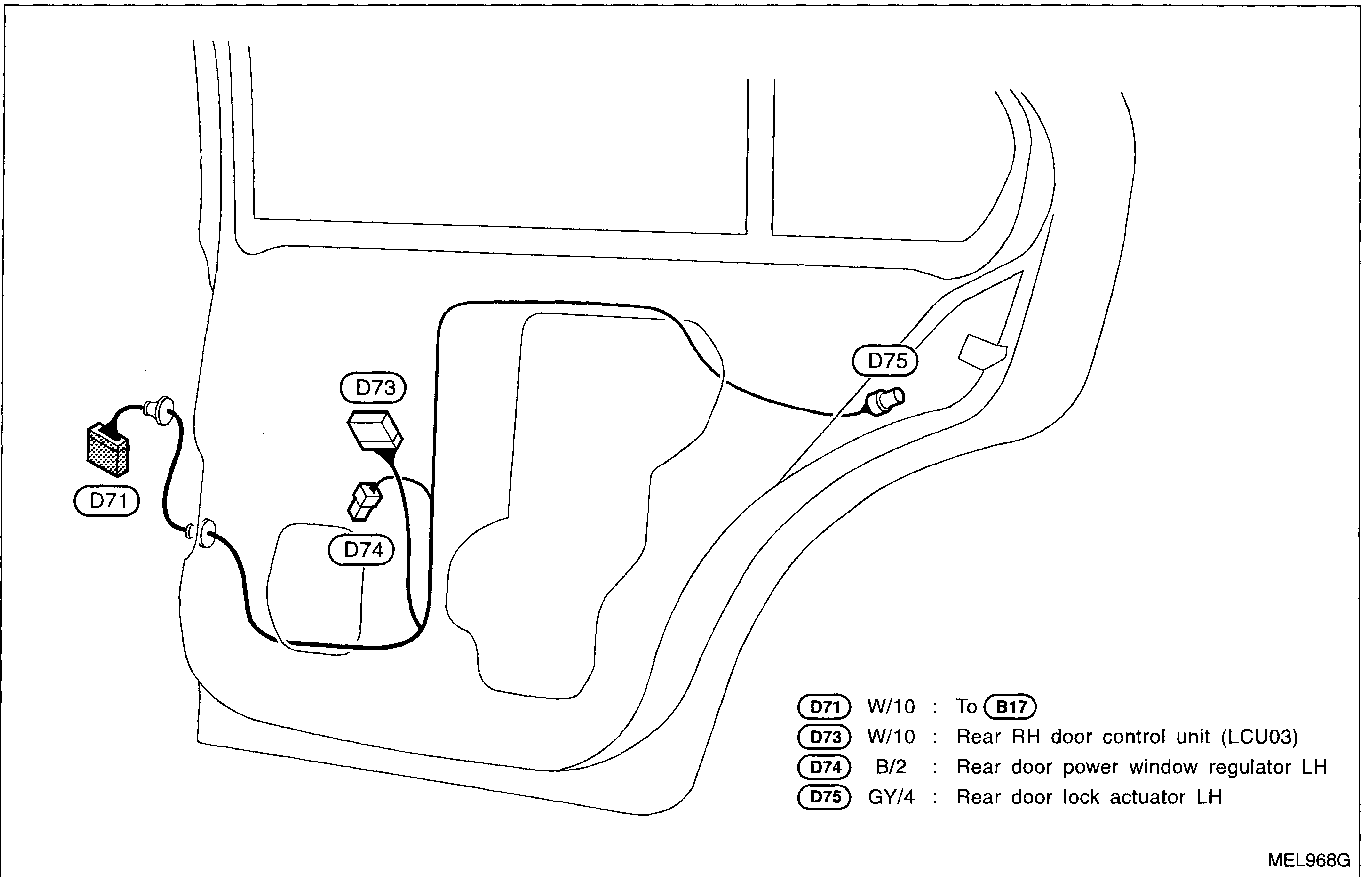 D75
D73
D71
D74
D71 W/10 : To B17
D73 W/10 : Rear RH door control unit (LCU03)
D74 B/2 : Rear door power window regulator LH
D75 GY/4 : Rear door lock actuator LH
MEL968G